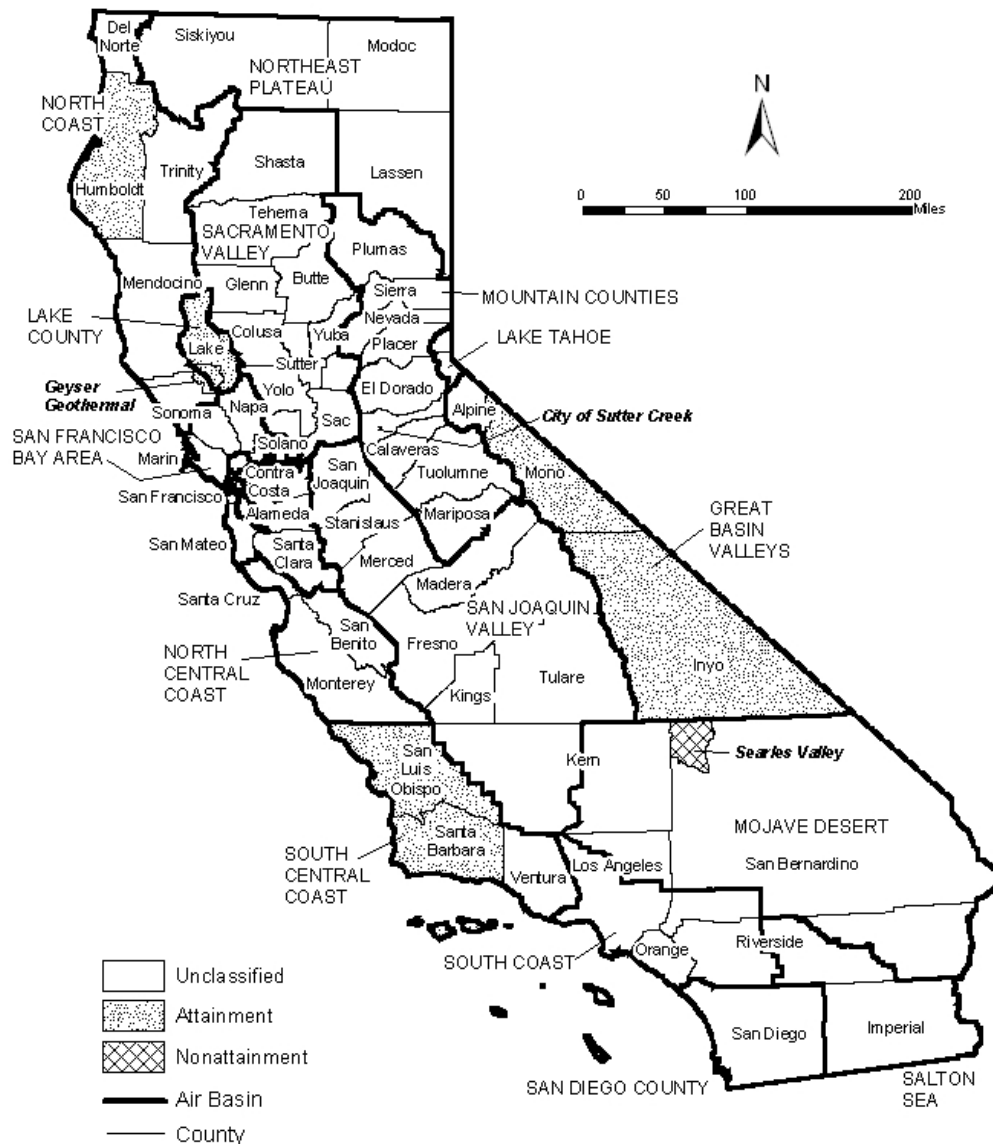 Del
Norte
Siskiyou
Modoc
NORTHEAST
PLATEAU
NORTH
COAST
N
Humboldt
Trinity
Shasta
Lassen
0 50 100 200
Miles
Tehema
SACRAMENTO
VALLEY
Plumas
Mendocino
Glenn
Butte
Sierra
MOUNTAIN COUNTIES
LAKE
COUNTY
Colusa
Yuba
Nevada
Placer
LAKE TAHOE
Lake
Sutter
Geyser
Geothermal
Yolo
El Dorado
Sonoma
Napa
Sac
Alpine
City of Sutter Creek
SAN FRANCISCO
BAY AREA
Solano
Calaveras
Marin
Contra
Costa
San
Joaquin
Tuolumne
Mono
San Francisco
Alameda
Stanislaus
Mariposa
GREAT
BASIN
VALLEYS
San Mateo
Santa
Clara
Merced
Santa Cruz
Madera
SAN JOAQUIN
VALLEY
San
Benito
Fresno
NORTH
CENTRAL
COAST
Monterey
Kings
Tulare
Inyo
San
Luis
Obispo
Kern
Searles Valley
Santa
Barbara
MOJAVE DESERT
SOUTH
CENTRAL
COAST
Ventura
Los Angeles
San Bernardino
Orange
Riverside
SOUTH COAST
Unclassified
Attainment
Nonattainment
Air Basin
County
San Diego
Imperial
SAN DIEGO COUNTY
SALTON
SEA